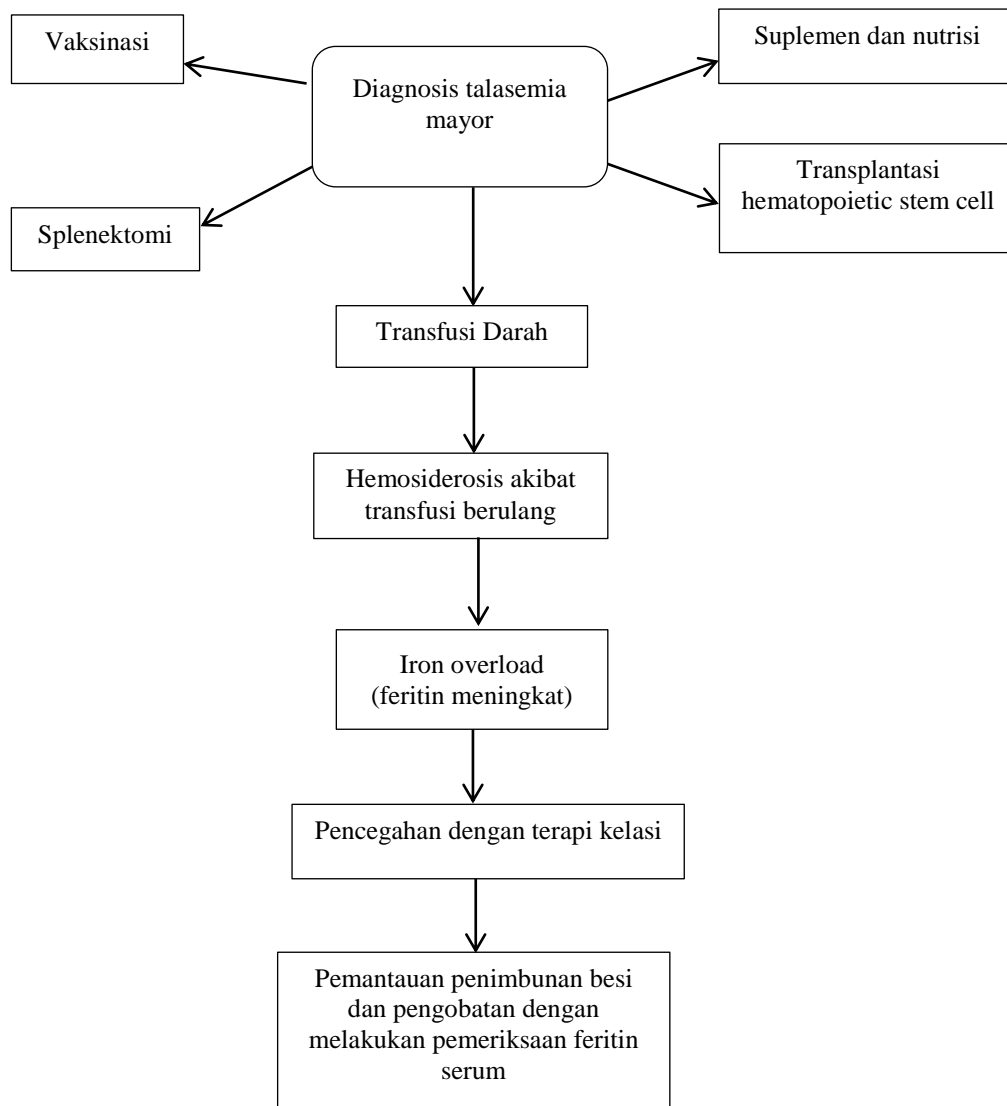 Vaksinasi
Suplemen dan nutrisi
Diagnosis talasemia
mayor
Transplantasi
hematopoietic stem cell
Splenektomi
Transfusi Darah
Hemosiderosis akibat
transfusi berulang
Iron overload
(feritin meningkat)
Pencegahan dengan terapi kelasi
Pemantauan penimbunan besi
dan pengobatan dengan
melakukan pemeriksaan feritin
serum